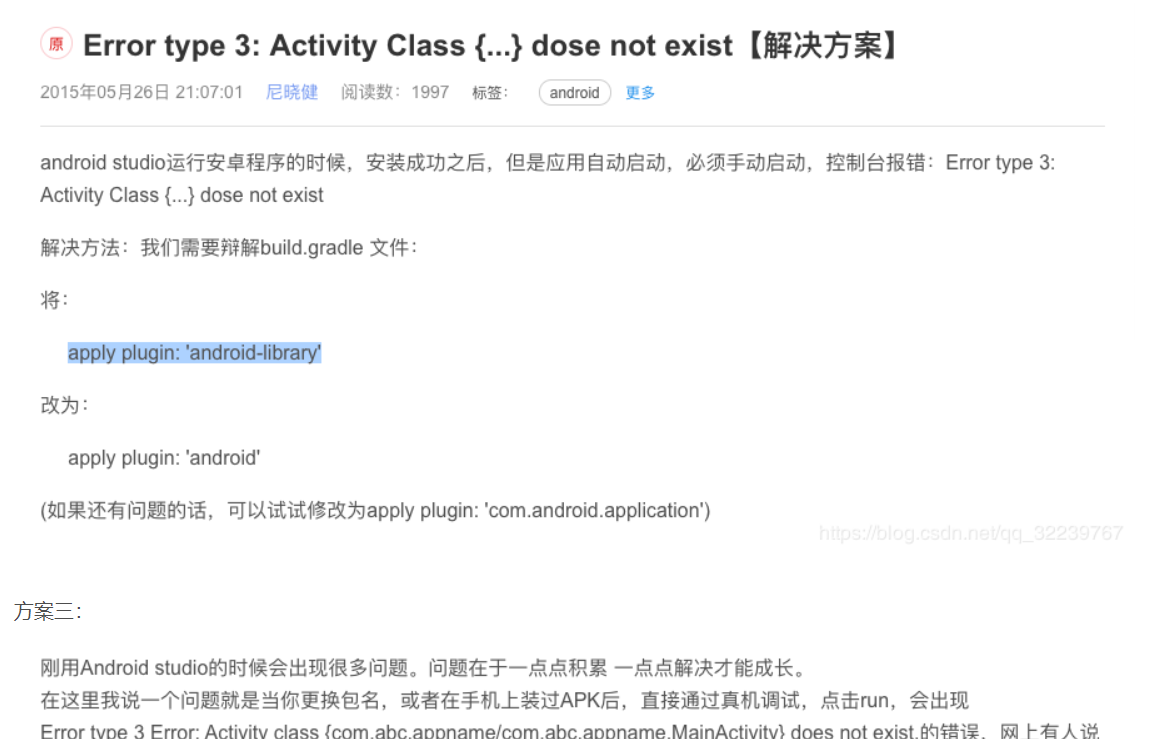 原 Error type 3: Activity Class {...} dose not exist【解决方案】
2015年05月26日 21:07:01 尼晓健 阅读数：1997 标签： android 更多
android studio运行安卓程序的时候，安装成功之后，但是应用自动启动，必须手动启动，控制台报错：Error type 3:
Activity Class {...} dose not exist
解决方法：我们需要辩解build.gradle 文件：
将：
apply plugin: 'android-library'
改为：
apply plugin: 'android'
(如果还有问题的话，可以试试修改为apply plugin: 'com.android.application')
https://blog.csdn.net/qq_32239767
方案三：
刚用Android studio的时候会出现很多问题。问题在于一点点积累 一点点解决才能成长。
在这里我说一个问题就是当你更换包名，或者在手机上装过APK后，直接通过真机调试，点击run，会出现
Error type 3 Error: Activity class {com.abc.appname/com.abc.appname.MainActivity} does not exist.的错误，网上有人说